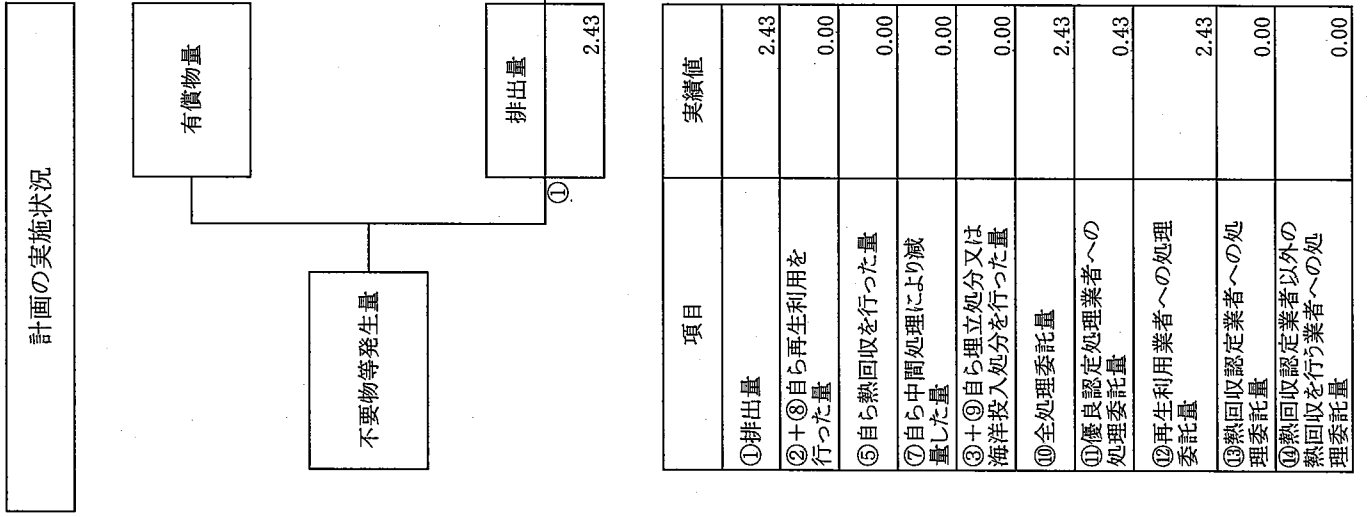 計画の実施状況
有償物量
不要物等発生量
①
排出量
2.43
項目
実績値
①排出量
2.43
②+⑧自ら再生利用を
行った量
0.00
⑤自ら熱回収を行った量
0.00
⑦自ら中間処理により減
量した量
0.00
③+⑨自ら埋立処分又は
海洋投入処分を行った量
0.00
⑩全処理委託量
2.43
⑪優良認定処理業者への
処理委託量
0.43
⑫再生利用業者への処理
委託量
2.43
⑬熱回収認定業者への処
理委託量
0.00
⑭熱回収認定業者以外の
熱回収を行う業者への処
理委託量
0.00